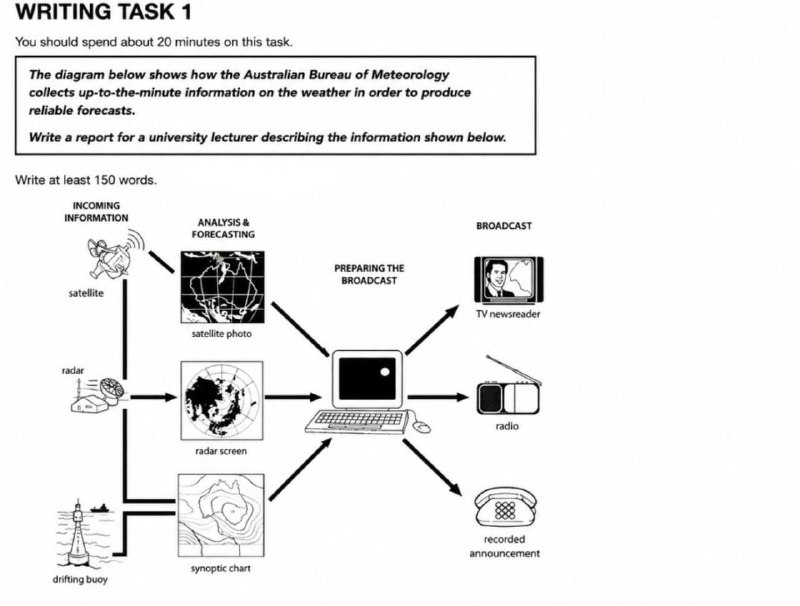 WRITING TASK 1
You should spend about 20 minutes on this task.
The diagram below shows how the Australian Bureau of Meteorology
collects up-to-the-minute information on the weather in order to produce
reliable forecasts.
Write a report for a university lecturer describing the information shown below.
Write at least 150 words.
INCOMING
INFORMATION
ANALYSIS &
FORECASTING
PREPARING THE
BROADCAST
BROADCAST
satellite
satellite photo
TV newsreader
radar
radar screen
radio
drifting buoy
synoptic chart
recorded
announcement